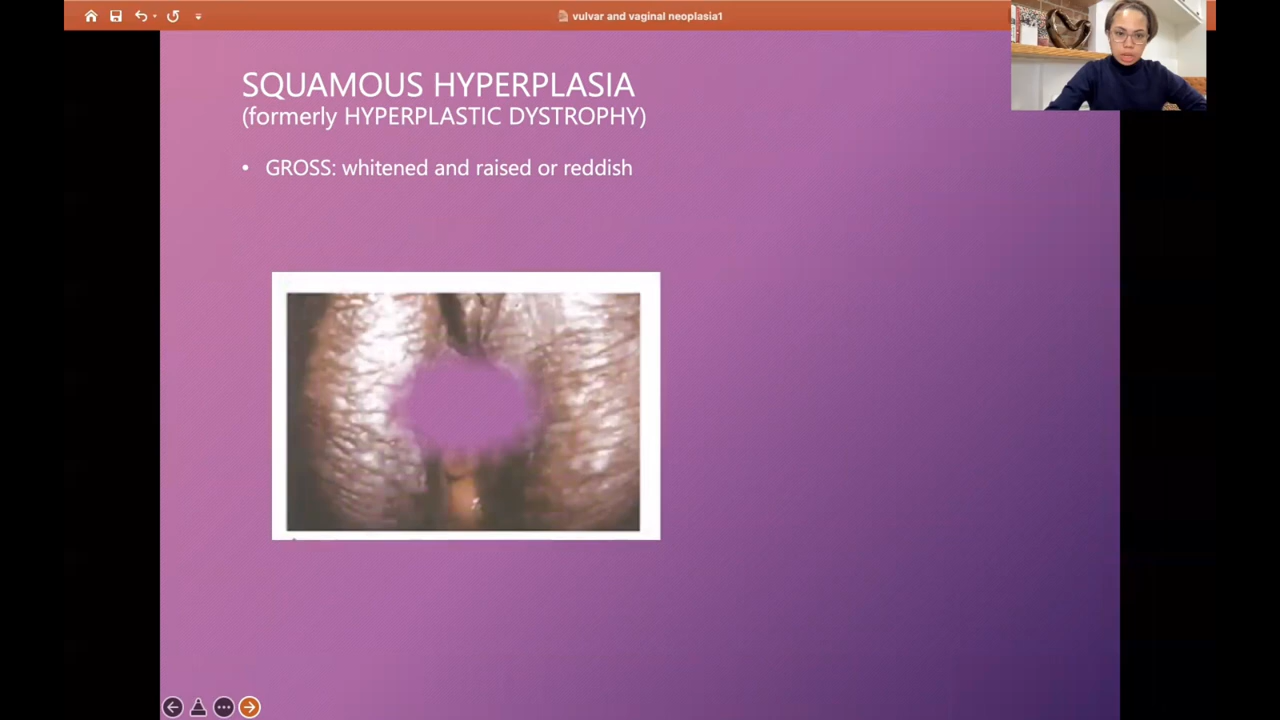 vulvar and vaginal neoplasia1
SQUAMOUS HYPERPLASIA
(formerly HYPERPLASTIC DYSTROPHY)
• GROSS: whitened and raised or reddish